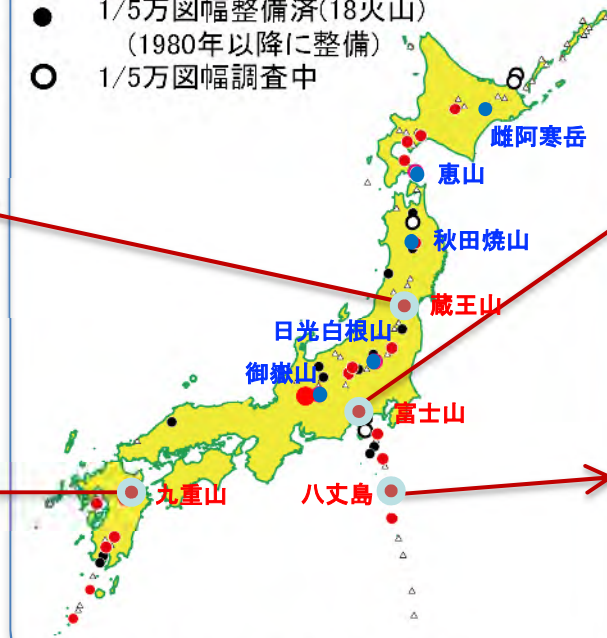 1/5万図幅整備済(18火山)
(1980年以降に整備)
1/5万図幅調査中
雌阿寒岳
恵山
秋田焼山
蔵王山
日光白根山
御嶽山
富士山
九重山
八丈島